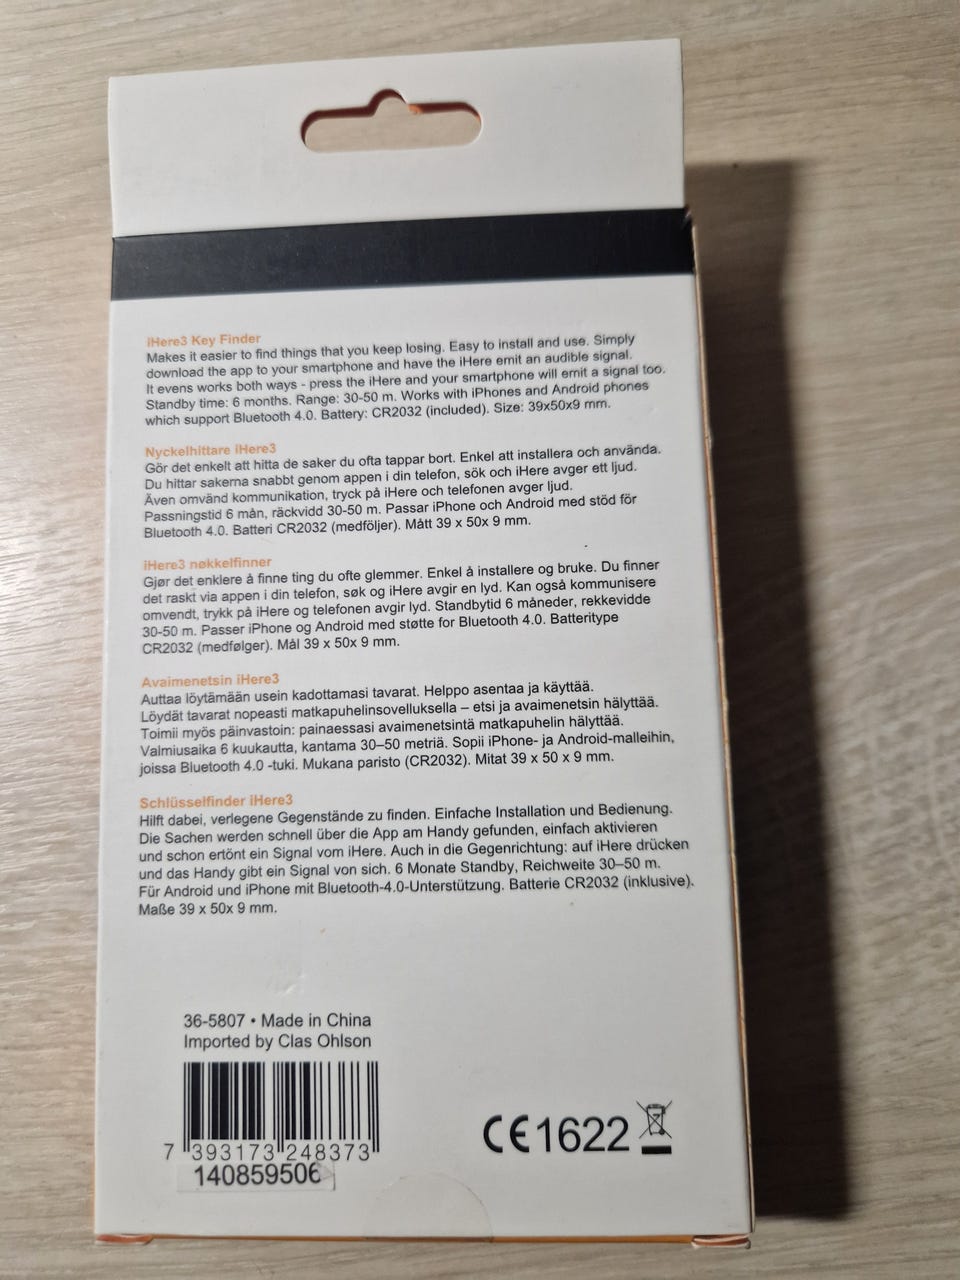 iHere3 Key Finder
Makes it easier to find things that you keep losing. Easy to install and use. Simply
download the app to your smartphone and have the iHere emit an audible signal.
It evens works both ways - press the iHere and your smartphone will emit a signal too.
Standby time: 6 months. Range: 30-50 m. Works with iPhones and Android phones
which support Bluetooth 4.0. Battery: CR2032 (included). Size: 39x50x9 mm.
Nyckelhittare iHere3
Gör det enkelt att hitta de saker du ofta tappar bort. Enkel att installera och använda.
Du hittar sakerna snabbt genom appen i din telefon, sök och iHere avger ett ljud.
Även omvänd kommunikation, tryck på iHere och telefonen avger ljud.
Passningstid 6 mån, räckvidd 30-50 m. Passar iPhone och Android med stöd för
Bluetooth 4.0. Batteri CR2032 (medföljer). Mått 39 x 50x 9 mm.
iHere3 nøkkelfinner
Gjør det enklere å finne ting du ofte glemmer. Enkel å installere og bruke. Du finner
det raskt via appen i din telefon, søk og iHere avgir en lyd. Kan også kommunisere
omvendt, trykk på iHere og telefonen avgir lyd. Standbytid 6 måneder, rekkevidde
30-50 m. Passer iPhone og Android med støtte for Bluetooth 4.0. Batteritype
CR2032 (medfølger). Mål 39 x 50x 9 mm.
Avaimenetsin iHere3
Auttaa löytämään usein kadottamasi tavarat. Helppo asentaa ja käyttää.
Löydät tavarat nopeasti matkapuhelinsovelluksella – etsi ja avaimenetsin hälyttää.
Toimii myös päinvastoin: painaessasi avaimenetsintä matkapuhelin hälyttää.
Valmiusaika 6 kuukautta, kantama 30–50 metriä. Sopii iPhone- ja Android-malleihin,
joissa Bluetooth 4.0 -tuki. Mukana paristo (CR2032). Mitat 39 x 50 x 9 mm.
Schlüsselfinder iHere3
Hilft dabei, verlegene Gegenstände zu finden. Einfache Installation und Bedienung.
Die Sachen werden schnell über die App am Handy gefunden, einfach aktivieren
und schon ertönt ein Signal vom iHere. Auch in die Gegenrichtung: auf iHere drücken
und das Handy gibt ein Signal von sich. 6 Monate Standby, Reichweite 30–50 m.
Für Android und iPhone mit Bluetooth-4.0-Unterstützung. Batterie CR2032 (inklusive).
Maße 39 x 50x 9 mm.
36-5807 • Made in China
Imported by Clas Ohlson
7 393173 248373
140859506
CE 1622